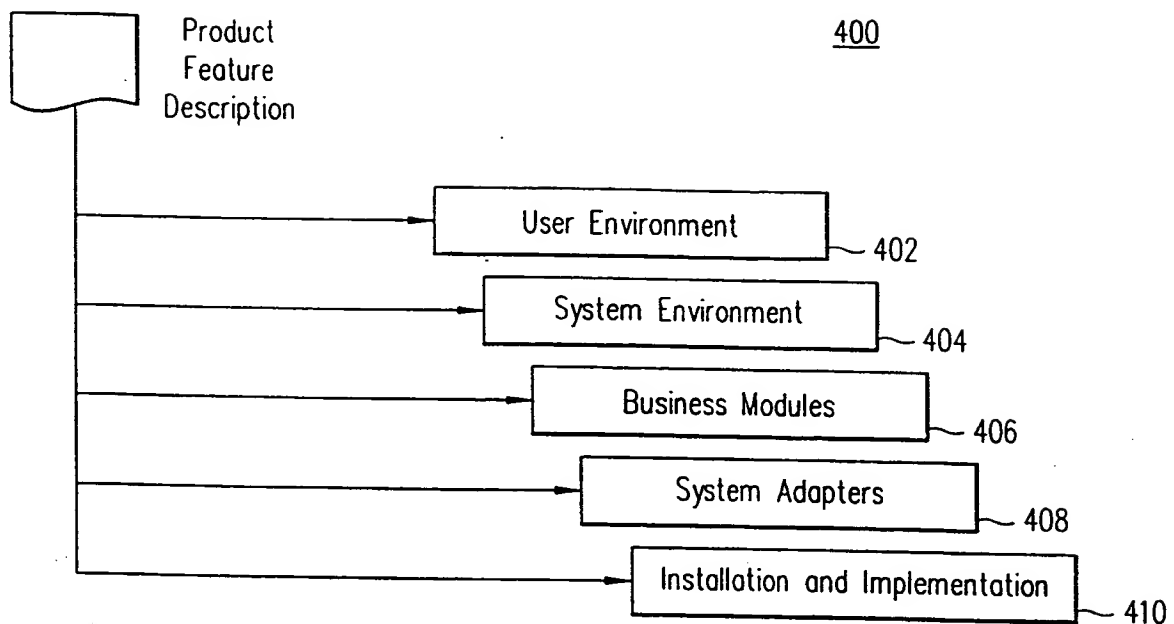 Product
Feature
Description
400
User Environment
402
System Environment
404
Business Modules
406
System Adapters
408
Installation and Implementation
410